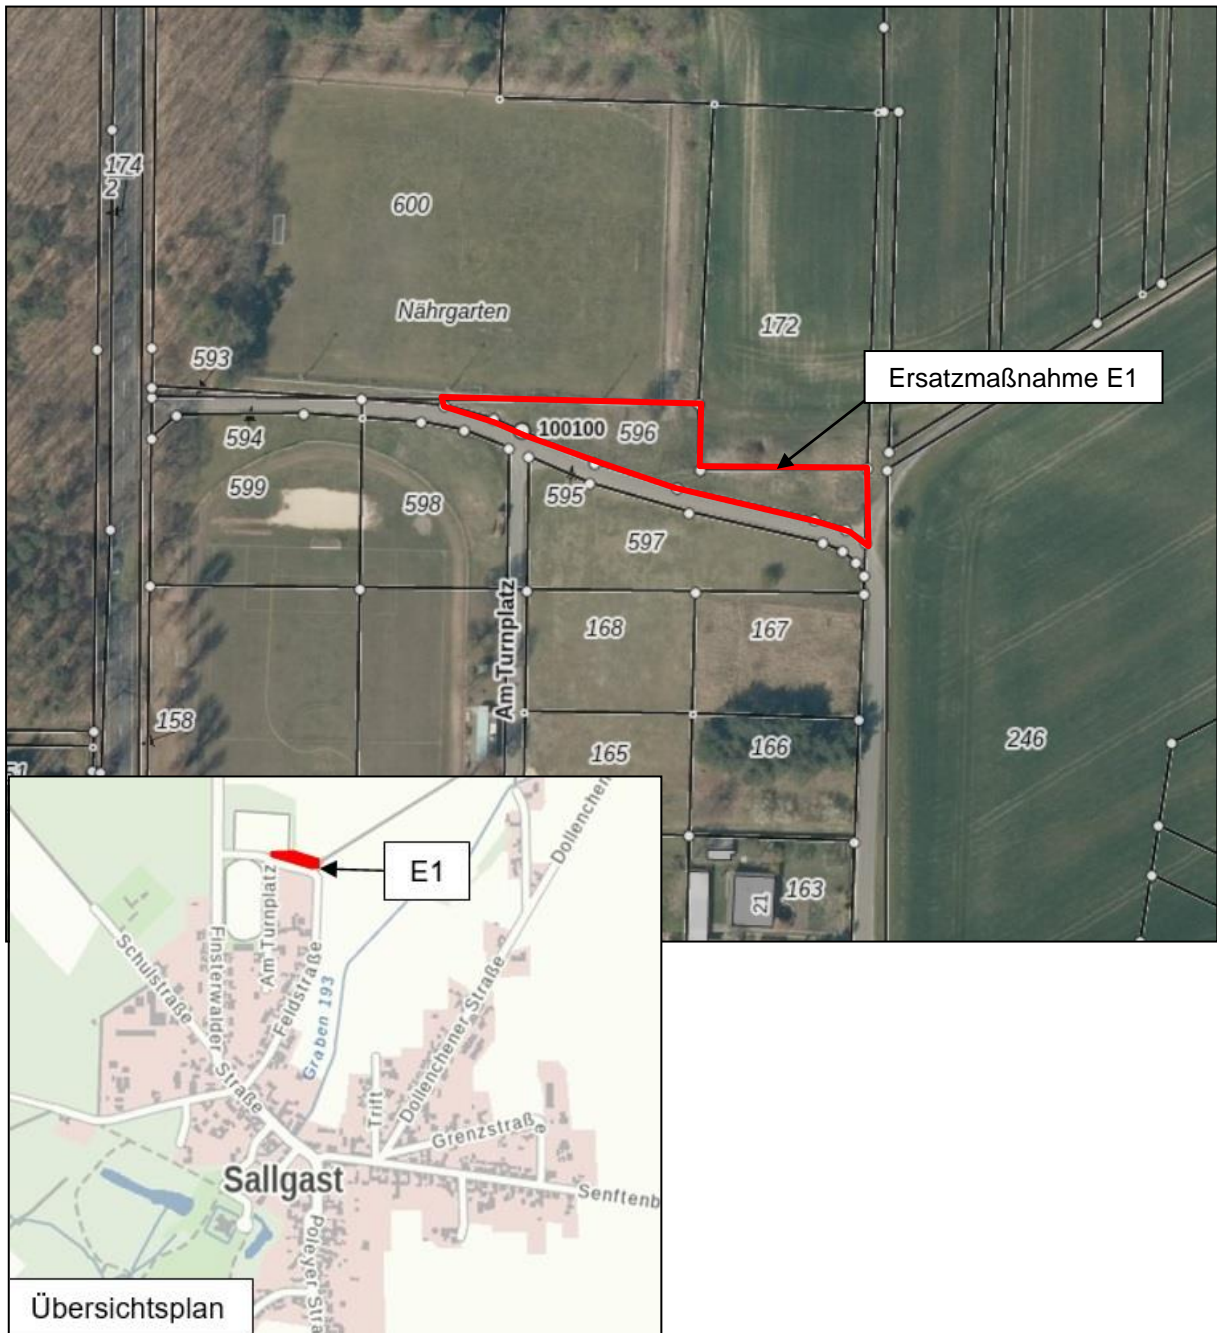 174
2
600
Nährgarten
172
593
Ersatzmaßnahme E1
100100
596
594
599
598
595
597
Am Turnplatz
168
167
158
165
166
246
21
163
E1
Am Turnplatz
Dollenchen
Schulstraße
Finsterwalder Straße
Feldstraße
Graben 193
Dollenchener Straße
Trift
Grenzstraße
Sallgast
Senftenb
Poleyer Stra
Übersichtsplan